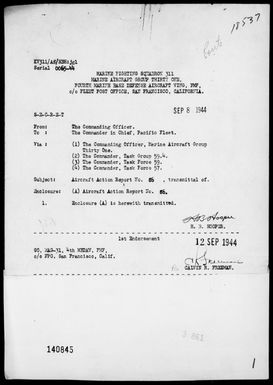 18537
KV311/A8/HBH:jcl
Serial 0065-44
MARINE FIGHTING SQUADRON 311
MARINE AIRCRAFT GROUP THIRTY ONE,
FOURTH MARINE BASE DEFENSE AIRCRAFT WING, FMF,
c/o FLEET POST OFFICE, SAN FRANCISCO, CALIFORNIA.
SEP 8 1944
S-E-C-R-E-T
From: The Commanding Officer.
To : The Commander in Chief, Pacific Fleet.
Via : (1) The Commanding Officer, Marine Aircraft Group Thirty One.
(2) The Commander, Task Group 59.4.
(3) The Commander, Task Force 59.
(4) The Commander, Task Force 57.
Subject: Aircraft Action Report No. 86, transmittal of.
Enclosure: (A) Aircraft Action Report No. 86.
1. Enclosure (A) is herewith transmitted.
H. B. HOOPER.
1st Endorsement
12 SEP 1944
CO, MAG-31, 4th MBDAW, FMF,
c/o FPO, San Francisco, Calif.
CALVIN R. FREEMAN.
140845
1